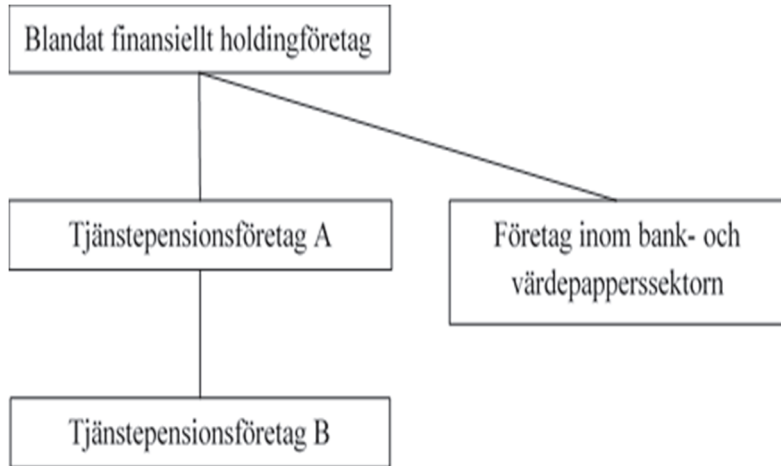 Blandat finansiellt holdingföretag
Tjänstepensionsföretag A
Företag inom bank- och
värdepapperssektorn
Tjänstepensionsföretag B